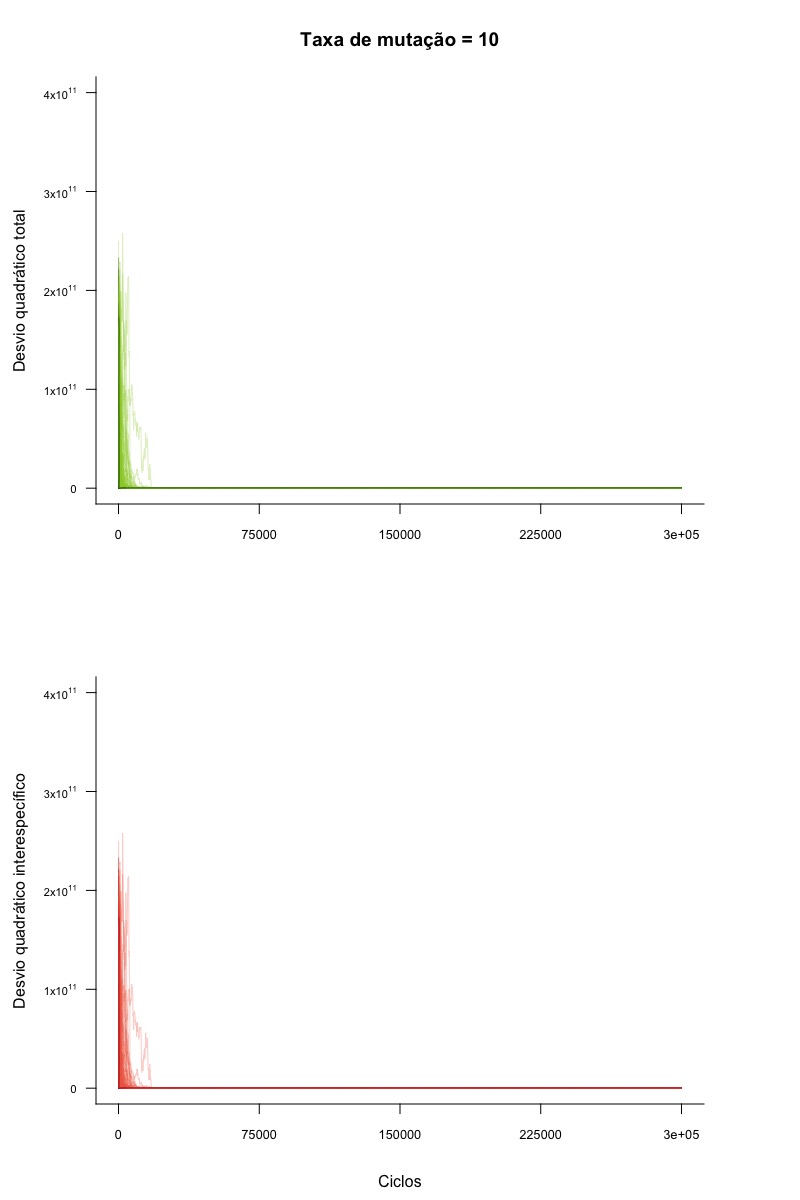 Taxa de mutação = 10
Desvio quadrático total
4x10¹¹
3x10¹¹
2x10¹¹
1x10¹¹
0
0 75000 150000 225000 3e+05
Desvio quadrático interespecífico
4x10¹¹
3x10¹¹
2x10¹¹
1x10¹¹
0
0 75000 150000 225000 3e+05
Ciclos